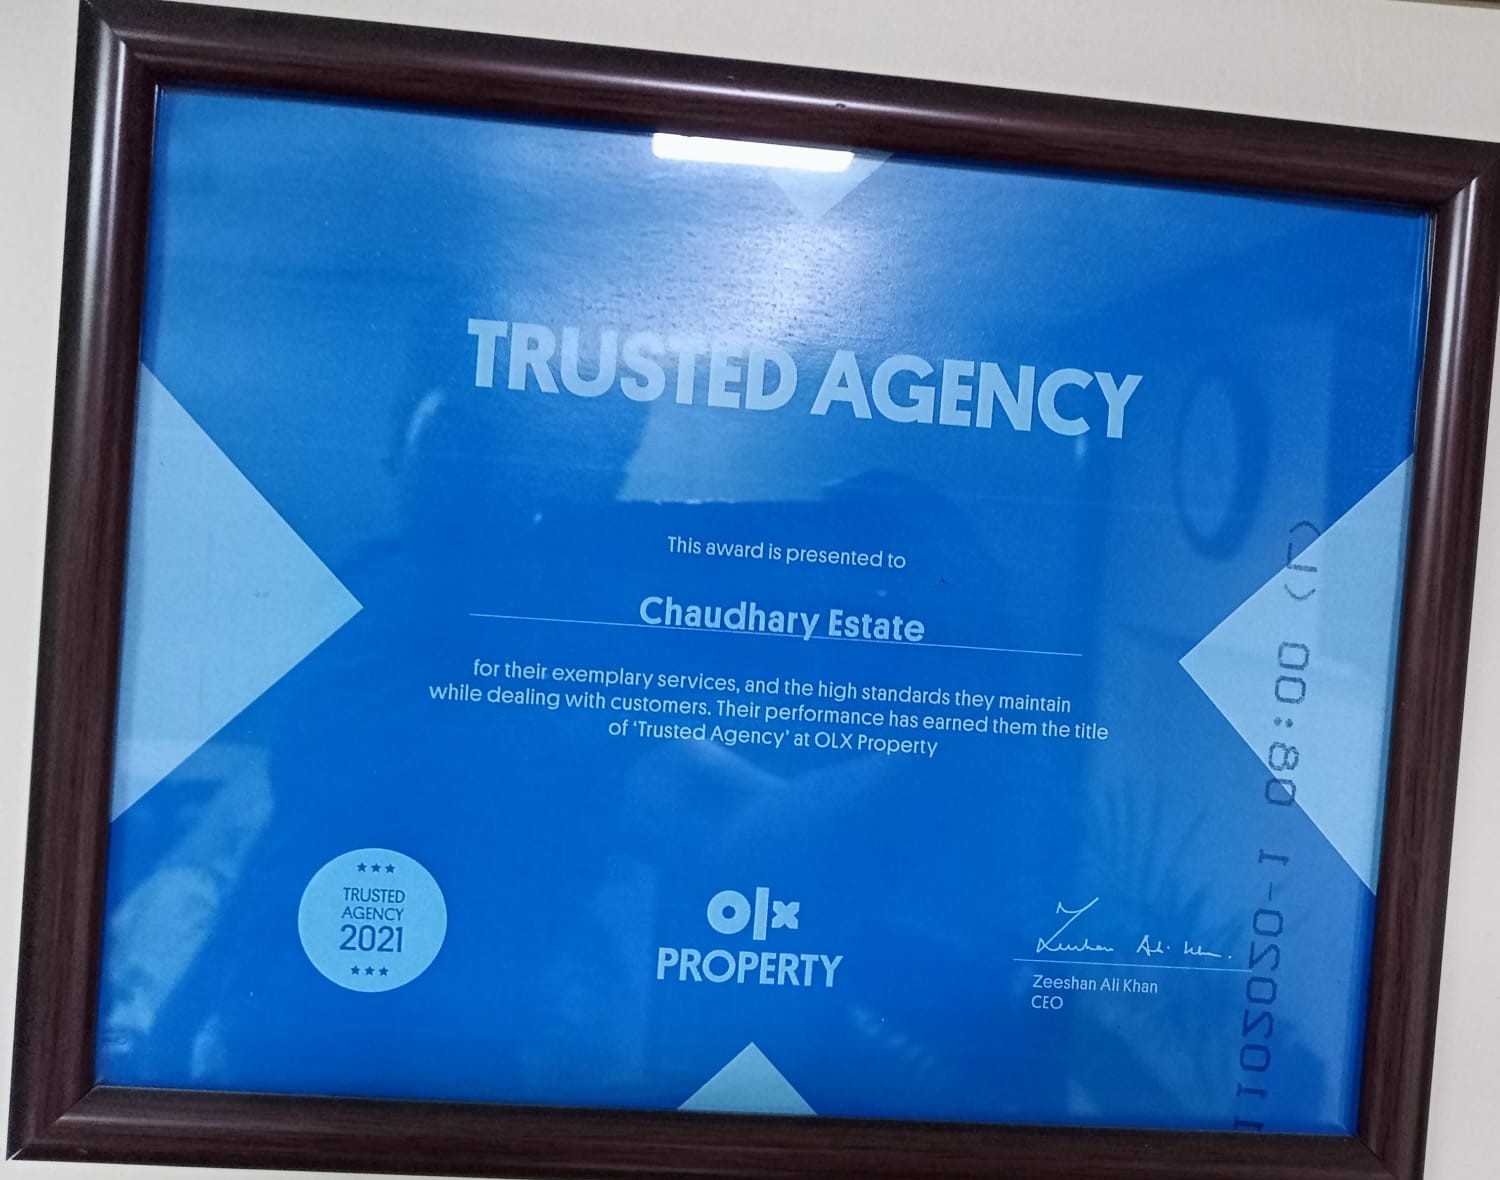 TRUSTED AGENCY
This award is presented to
Chaudhary Estate
for their exemplary services, and the high standards they maintain
while dealing with customers. Their performance has earned them the title
of ‘Trusted Agency’ at OLX Property
TRUSTED
AGENCY
2021
olx
PROPERTY
Zeeshan Ali Khan
CEO